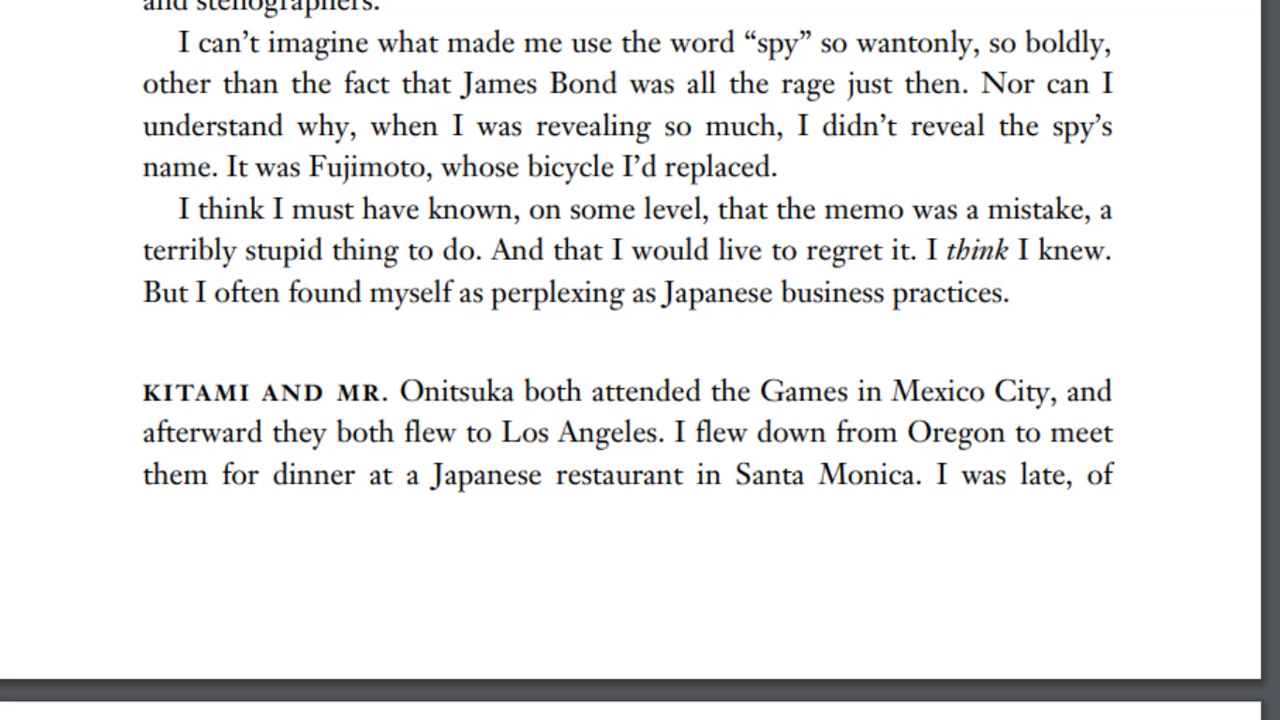 and stenographers.
I can’t imagine what made me use the word “spy” so wantonly, so boldly,
other than the fact that James Bond was all the rage just then. Nor can I
understand why, when I was revealing so much, I didn’t reveal the spy’s
name. It was Fujimoto, whose bicycle I’d replaced.
I think I must have known, on some level, that the memo was a mistake, a
terribly stupid thing to do. And that I would live to regret it. I think I knew.
But I often found myself as perplexing as Japanese business practices.
KITAMI AND MR. Onitsuka both attended the Games in Mexico City, and
afterward they both flew to Los Angeles. I flew down from Oregon to meet
them for dinner at a Japanese restaurant in Santa Monica. I was late, of